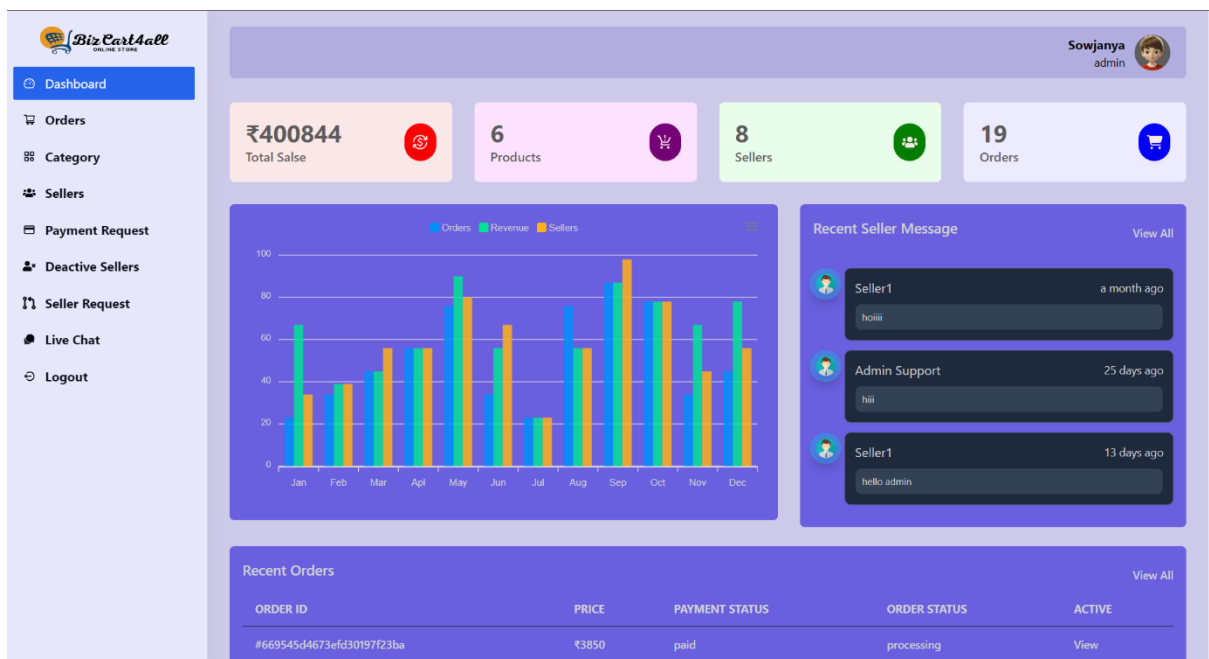 BizCart4all
ONLINE STORE
Dashboard
Orders
Category
Sellers
Payment Request
Deactive Sellers
Seller Request
Live Chat
Logout
Sowjanya
admin
₹400844
Total Salse
6
Products
8
Sellers
19
Orders
Orders Revenue Sellers
100
80
60
40
20
0
Jan Feb Mar Apl May Jun Jul Aug Sep Oct Nov Dec
Recent Seller Message View All
Seller1 a month ago
hoiiii
Admin Support 25 days ago
hiii
Seller1 13 days ago
hello admin
Recent Orders View All
ORDER ID PRICE PAYMENT STATUS ORDER STATUS ACTIVE
#669545d4673efd30197f23ba ₹3850 paid processing View